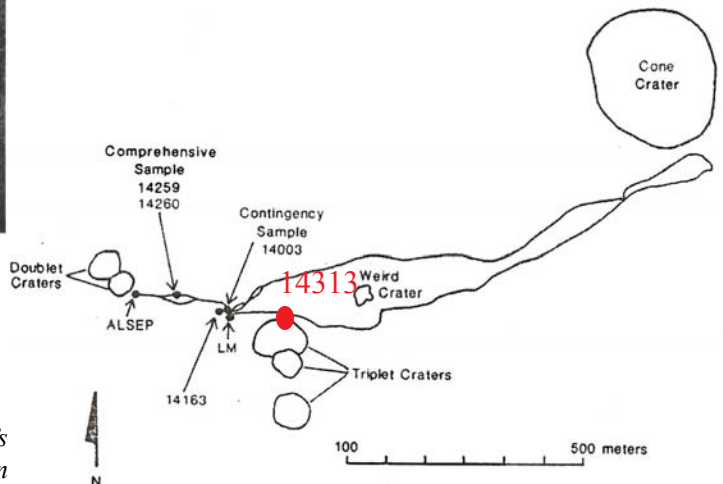 Cone
Crater
Comprehensive
Sample
14259
14260
Contingency
Sample
14003
Doublet
Craters
14313
Weird
Crater
ALSEP
LM
14163
Triplet Craters
100
500 meters
N